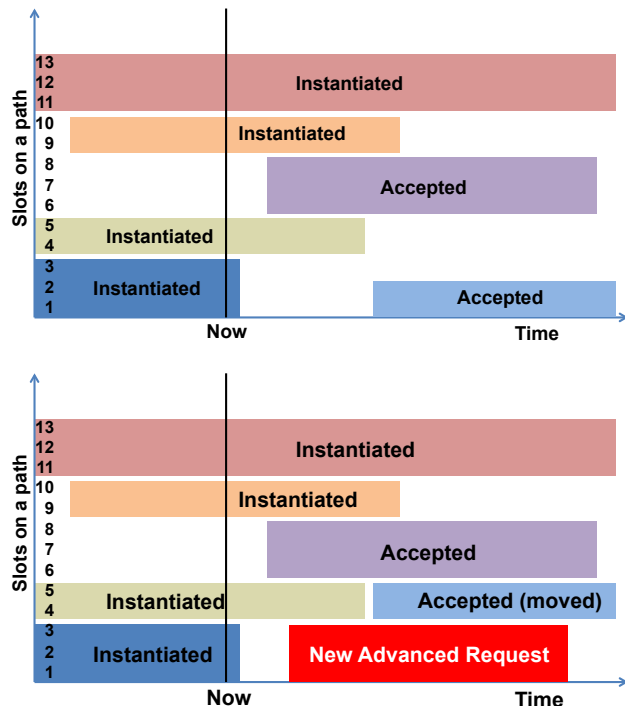 Slots on a path
13
12
11
Instantiated
10
9
Instantiated
8
7
6
Accepted
5
4
Instantiated
3
2
1
Instantiated
Accepted
Now
Time
Slots on a path
13
12
11
Instantiated
10
9
Instantiated
8
7
6
Accepted
5
4
Instantiated
Accepted (moved)
3
2
1
Instantiated
New Advanced Request
Now
Time